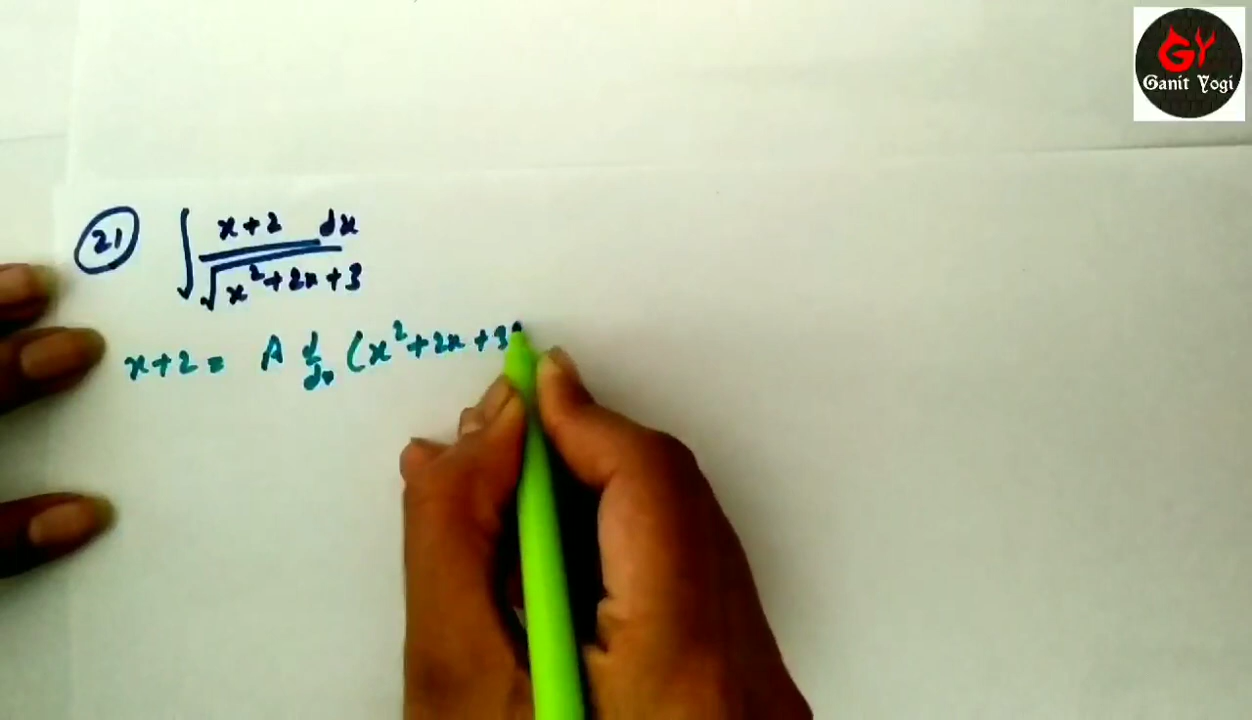 GY
Ganit Yogi
21 ∫ x+2 dx / √x²+2x+3
x+2 = A d/dx (x²+2x+3